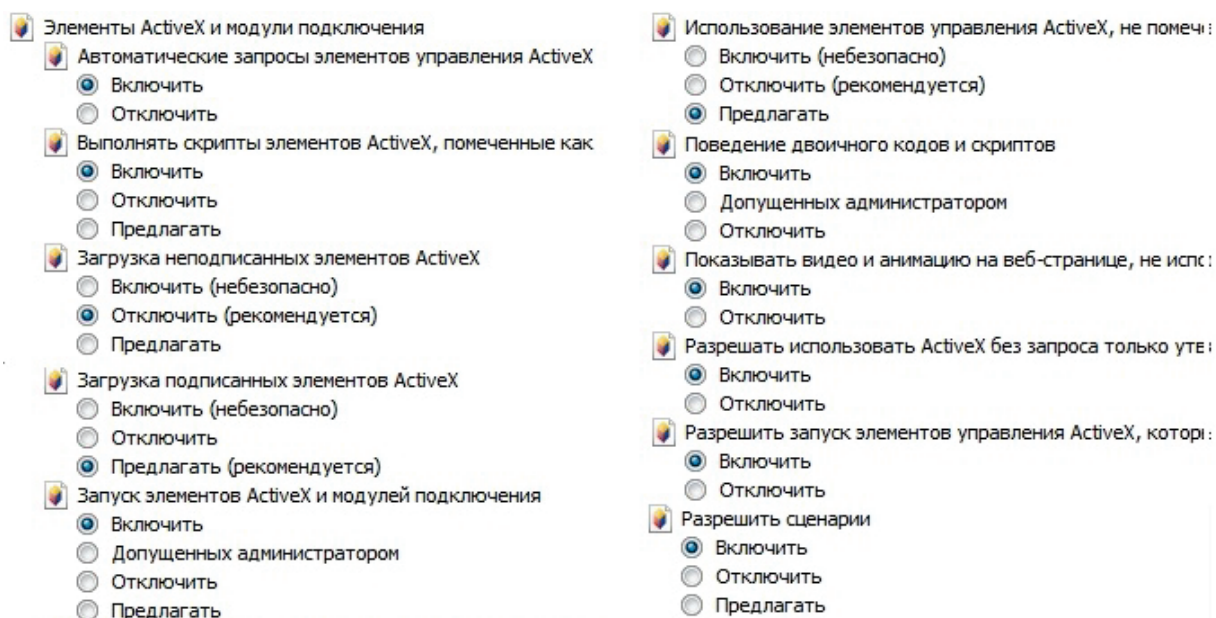 Элементы ActiveX и модули подключения
Автоматические запросы элементов управления ActiveX
Включить
Отключить
Выполнять скрипты элементов ActiveX, помеченные как
Включить
Отключить
Предлагать
Загрузка неподписанных элементов ActiveX
Включить (небезопасно)
Отключить (рекомендуется)
Предлагать
Загрузка подписанных элементов ActiveX
Включить (небезопасно)
Отключить
Предлагать (рекомендуется)
Запуск элементов ActiveX и модулей подключения
Включить
Допущенных администратором
Отключить
Предлагать
Использование элементов управления ActiveX, не
Включить (небезопасно)
Отключить (рекомендуется)
Предлагать
Поведение двоичного кодов и скриптов
Включить
Допущенных администратором
Отключить
Показывать видео и анимацию на веб-странице, не
Включить
Отключить
Разрешать использовать ActiveX без запроса только
Включить
Отключить
Разрешить запуск элементов управления ActiveX,
Включить
Отключить
Разрешить сценарии
Включить
Отключить
Предлагать